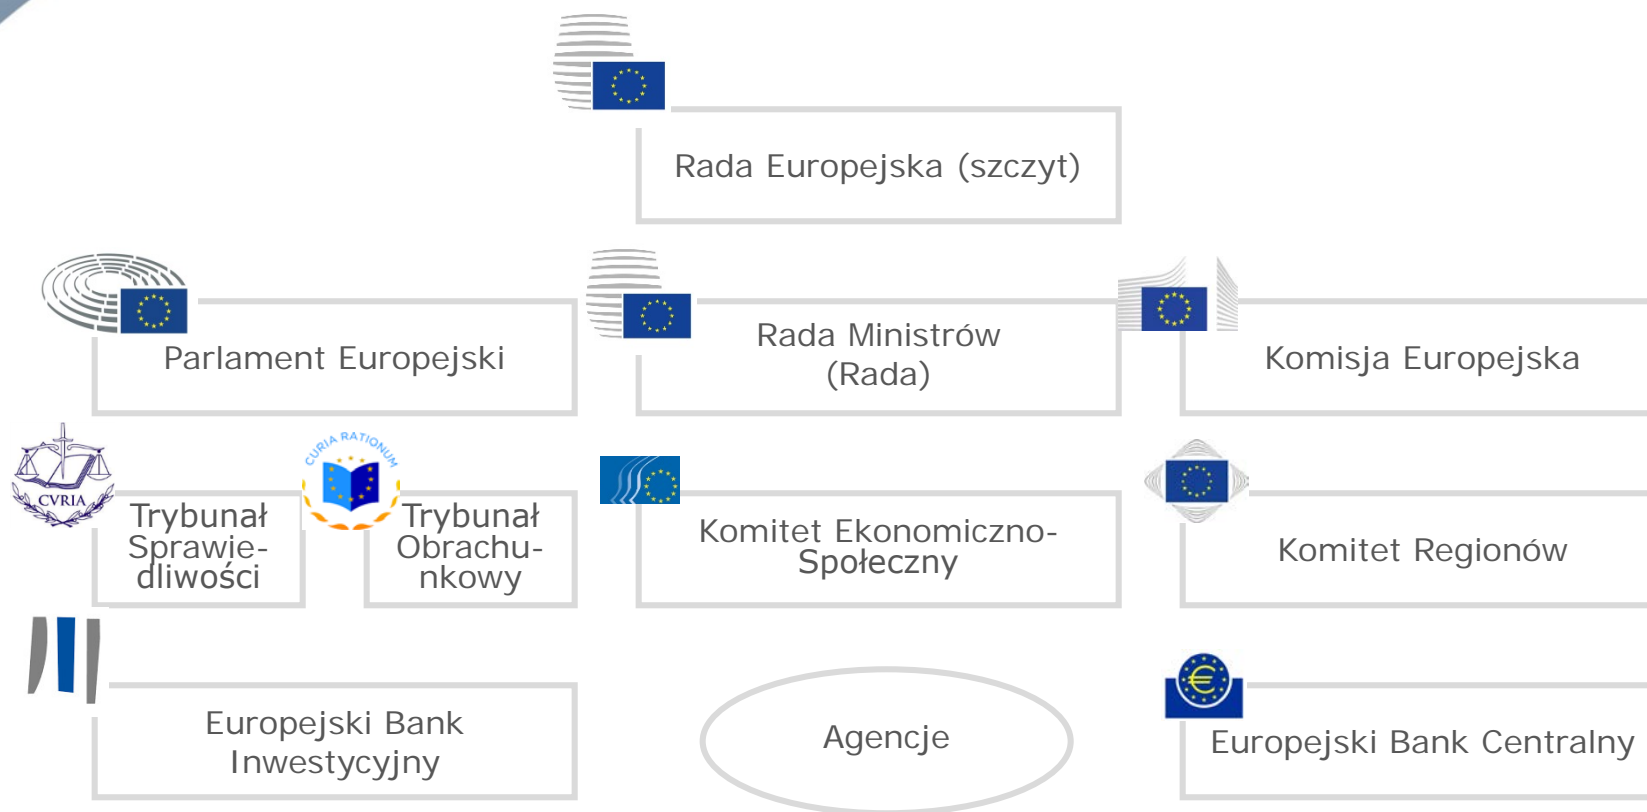 Rada Europejska (szczyt)
Parlament Europejski
Rada Ministrów
(Rada)
Komisja Europejska
CVRIA
Trybunał
Sprawie-
dliwości
CURIA RATIONUM
Trybunał
Obrachu-
nkowy
Komitet Ekonomiczno-
Społeczny
Komitet Regionów
Europejski Bank
Inwestycyjny
Agencje
€
Europejski Bank Centralny